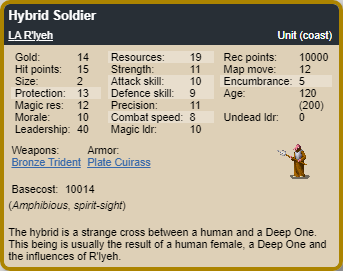 Hybrid Soldier
LA R'lyeh Unit (coast)
Gold: 14 Resources: 19 Rec points: 10000
Hit points: 15 Strength: 11 Map move: 12
Size: 2 Attack skill: 10 Encumbrance: 5
Protection: 13 Defence skill: 9 Age: 120
Magic res: 12 Precision: 11 (200)
Morale: 10 Combat speed: 8 Undead ldr: 0
Leadership: 40 Magic ldr: 10
Weapons: Armor:
Bronze Trident Plate Cuirass
Basecost: 10014
(Amphibious, spirit-sight)
The hybrid is a strange cross between a human and a Deep One.
This being is usually the result of a human female, a Deep One and
the influences of R'lyeh.